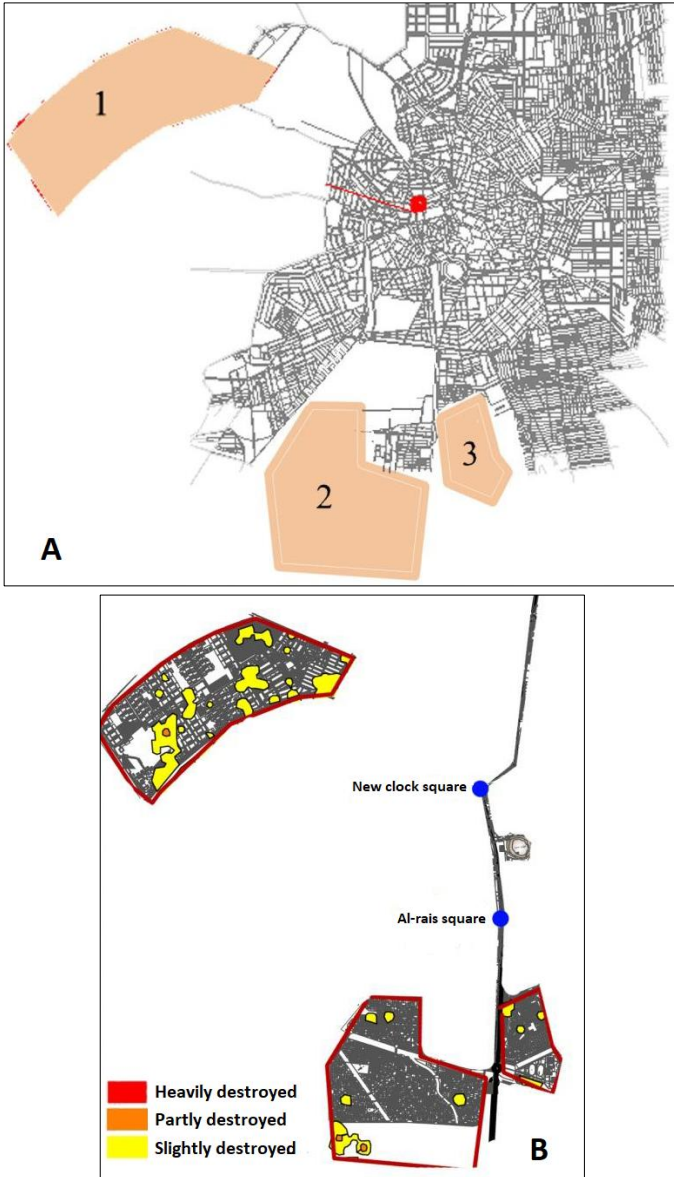 1
2
3
A
New clock square
Al-rais square
Heavily destroyed
Partly destroyed
Slightly destroyed
B